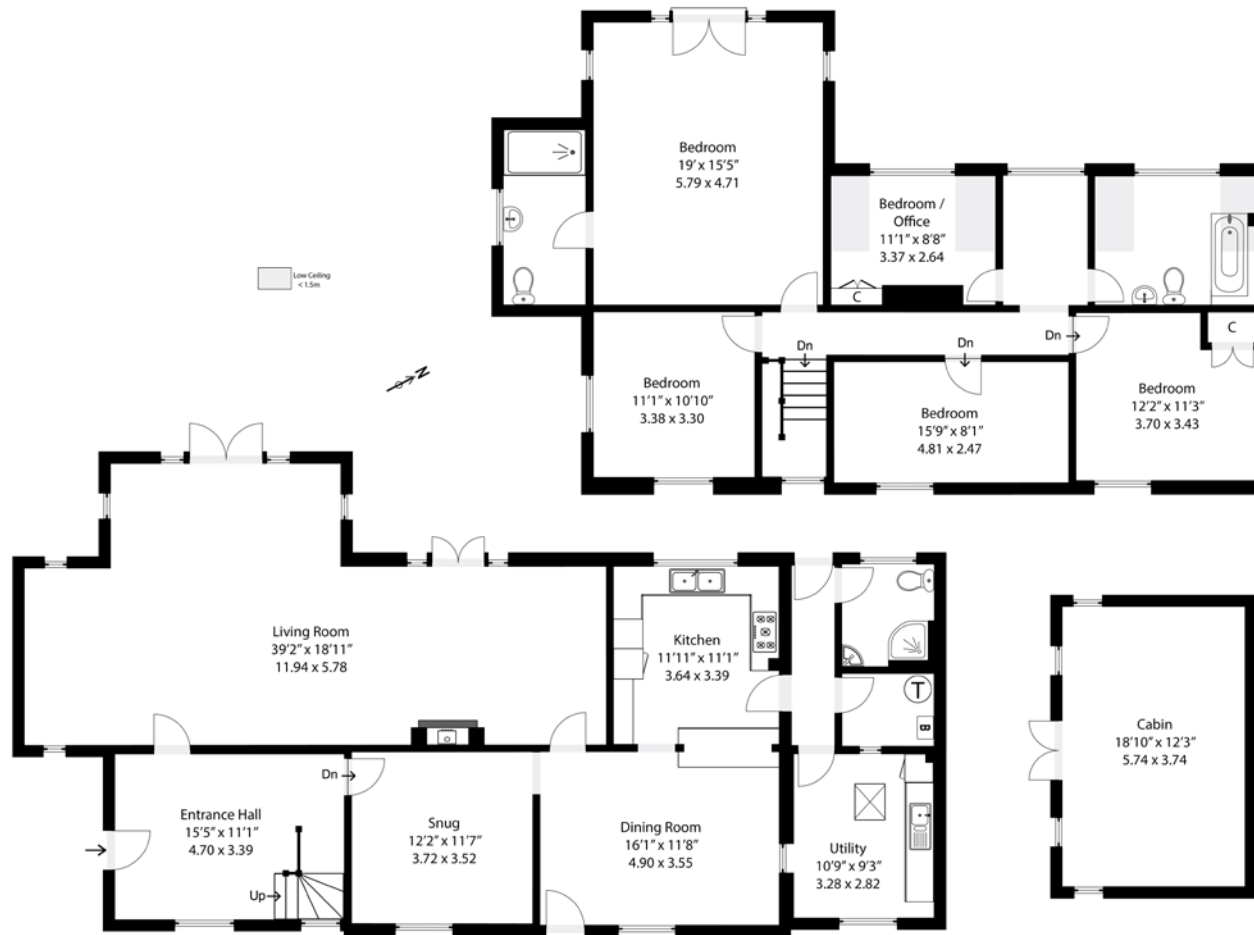 Bedroom
19' x 15'5"
5.79 x 4.71
Bedroom /
Office
11'1" x 8'8"
3.37 x 2.64
C
Low Ceiling
< 1.5m
N
Dn
Dn
Dn
C
Bedroom
11'1" x 10'10"
3.38 x 3.30
Bedroom
15'9" x 8'1"
4.81 x 2.47
Bedroom
12'2" x 11'3"
3.70 x 3.43
Living Room
39'2" x 18'11"
11.94 x 5.78
Kitchen
11'11" x 11'1"
3.64 x 3.39
T
B
Dn
Entrance Hall
15'5" x 11'1"
4.70 x 3.39
Up
Snug
12'2" x 11'7"
3.72 x 3.52
Dining Room
16'1" x 11'8"
4.90 x 3.55
Utility
10'9" x 9'3"
3.28 x 2.82
Cabin
18'10" x 12'3"
5.74 x 3.74